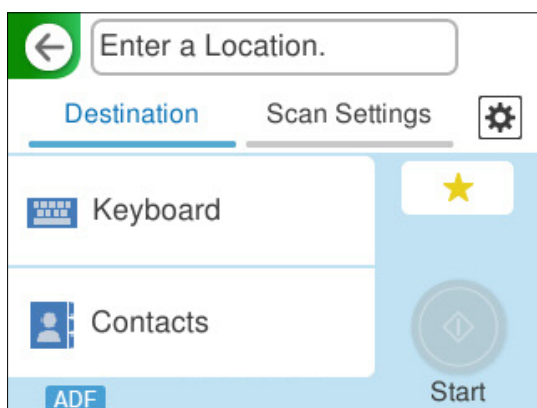 Enter a Location.
Destination
Scan Settings
Keyboard
Contacts
Start
ADF